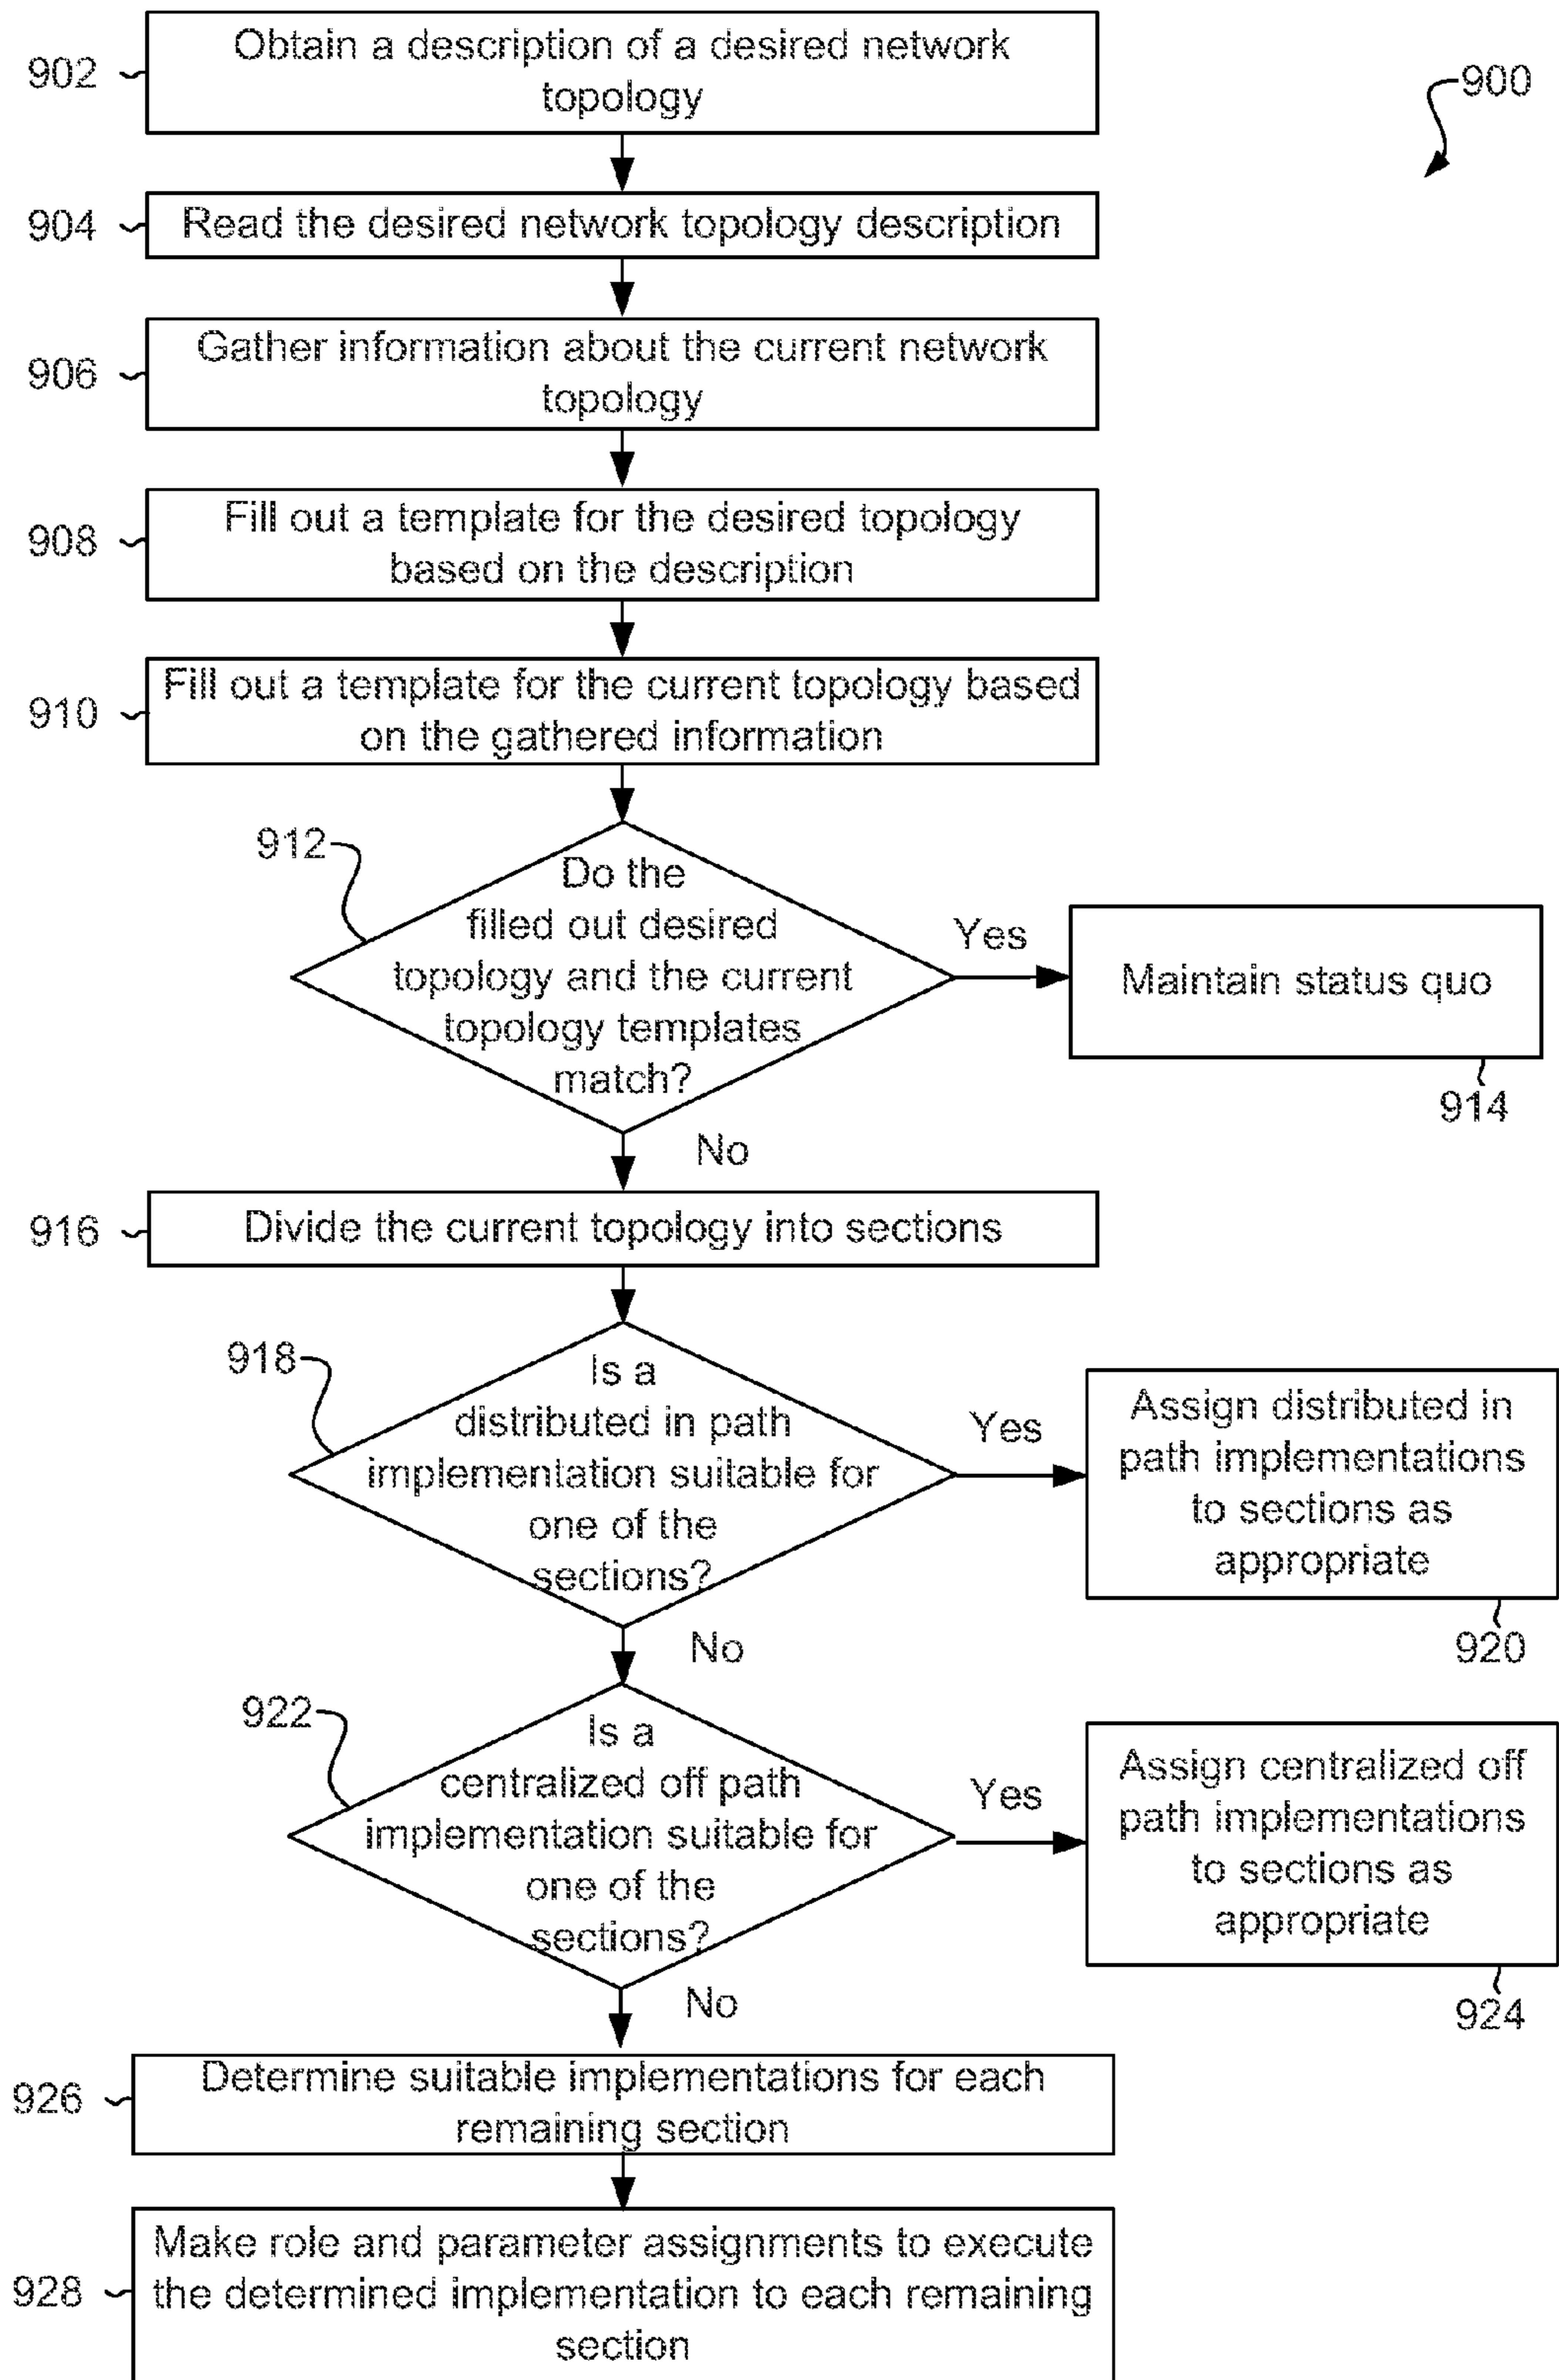 902
Obtain a description of a desired network
topology
900
904
Read the desired network topology description
906
Gather information about the current network
topology
908
Fill out a template for the desired topology
based on the description
910
Fill out a template for the current topology based
on the gathered information
912
Do the
filled out desired
topology and the current
topology templates
match?
Yes
Maintain status quo
914
No
916
Divide the current topology into sections
918
Is a
distributed in path
implementation suitable for
one of the
sections?
Yes
Assign distributed in
path implementations
to sections as
appropriate
920
No
922
Is a
centralized off path
implementation suitable for
one of the
sections?
Yes
Assign centralized off
path implementations
to sections as
appropriate
924
No
926
Determine suitable implementations for each
remaining section
928
Make role and parameter assignments to execute
the determined implementation to each remaining
section